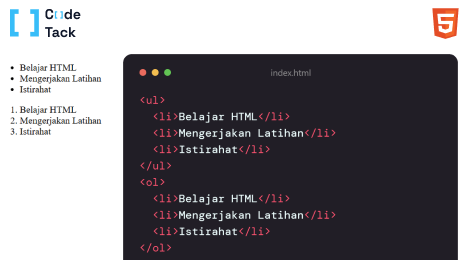 Code
Tack
Belajar HTML
Mengerjakan Latihan
Istirahat
1. Belajar HTML
2. Mengerjakan Latihan
3. Istirahat
index.html
<ul>
<li>Belajar HTML</li>
<li>Mengerjakan Latihan</li>
<li>Istirahat</li>
</ul>
<ol>
<li>Belajar HTML</li>
<li>Mengerjakan Latihan</li>
<li>Istirahat</li>
</ol>
5